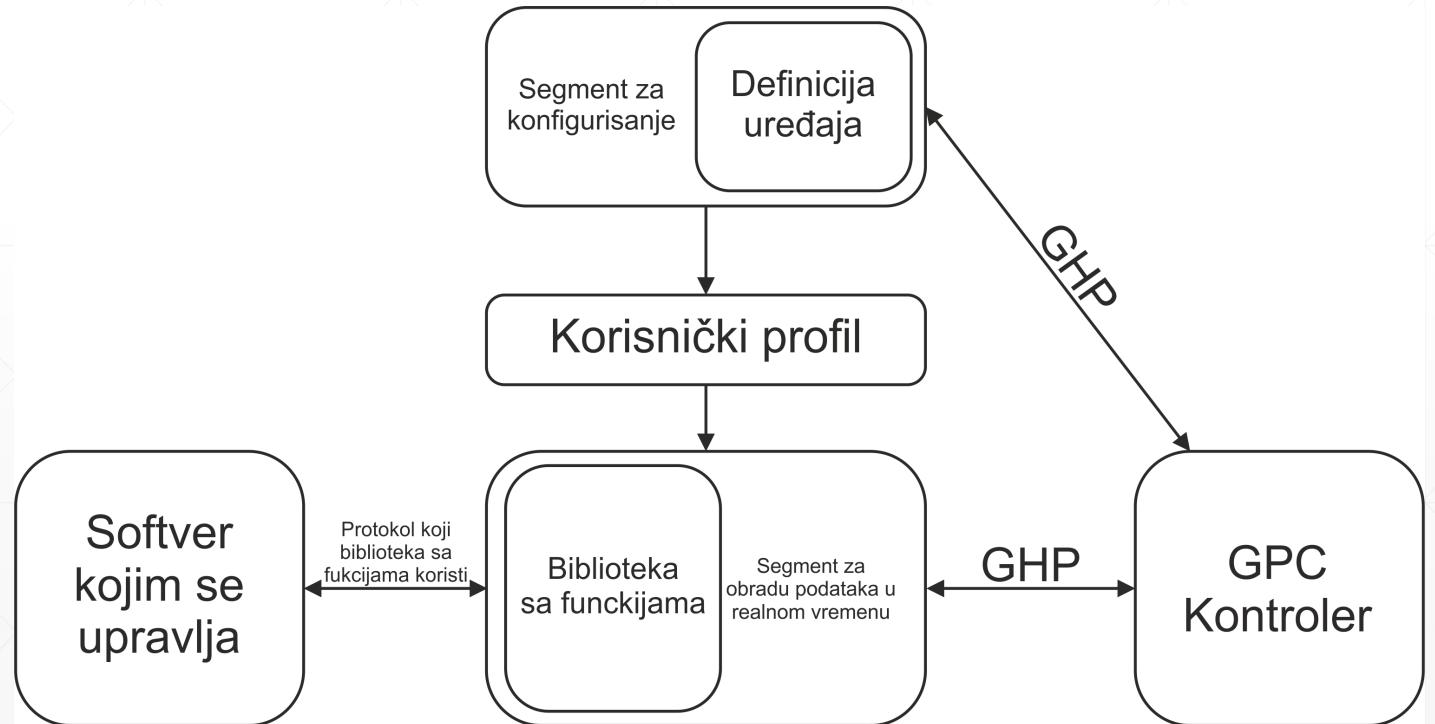 Segment za
konfigurisanje
Definicija
uređaja
GHP
Korisnički profil
Softver
kojim se
upravlja
Protokol koji
biblioteka sa
fukcijama koristi
Biblioteka
sa funckijama
Segment za
obradu podataka u
realnom vremenu
GHP
GPC
Kontroler